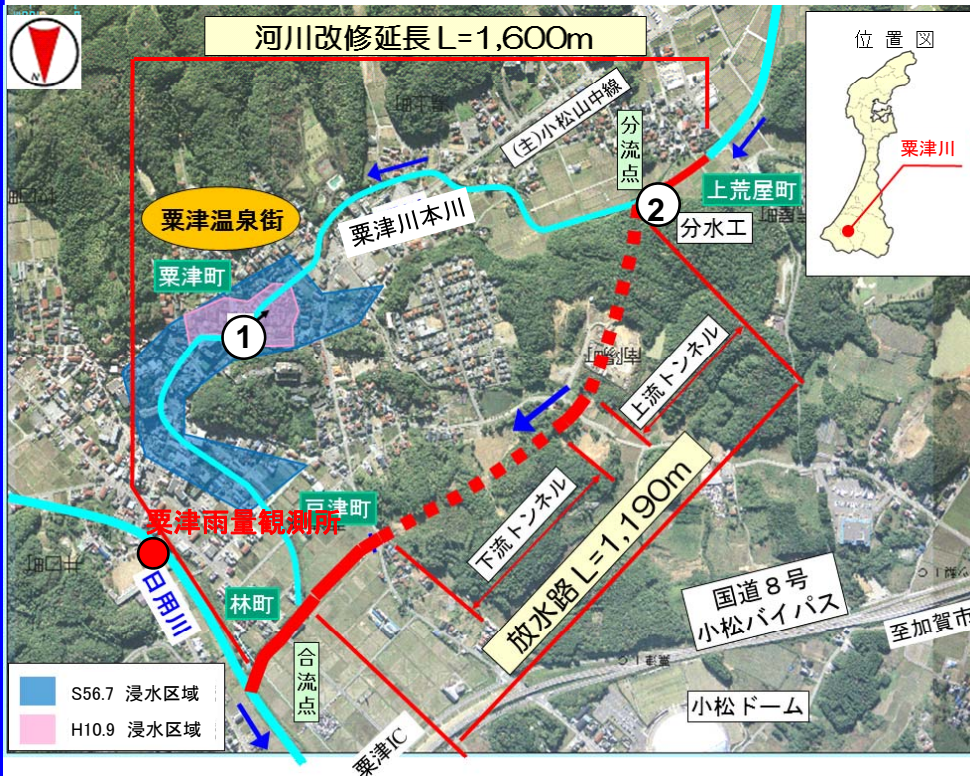 河川改修延長L=1,600m
位置図
粟津川
N
(主)小松山中線
分流点
上荒屋町
2
分水工
粟津温泉街
粟津川本川
粟津町
1
南陽町
上流トンネル
下流トンネル
放水路L=1,190m
戸津町
粟津雨量観測所
井口町
日用川
林町
合流点
国道8号
小松バイパス
至加賀市
粟津IC
小松ドーム
S56.7 浸水区域
H10.9 浸水区域